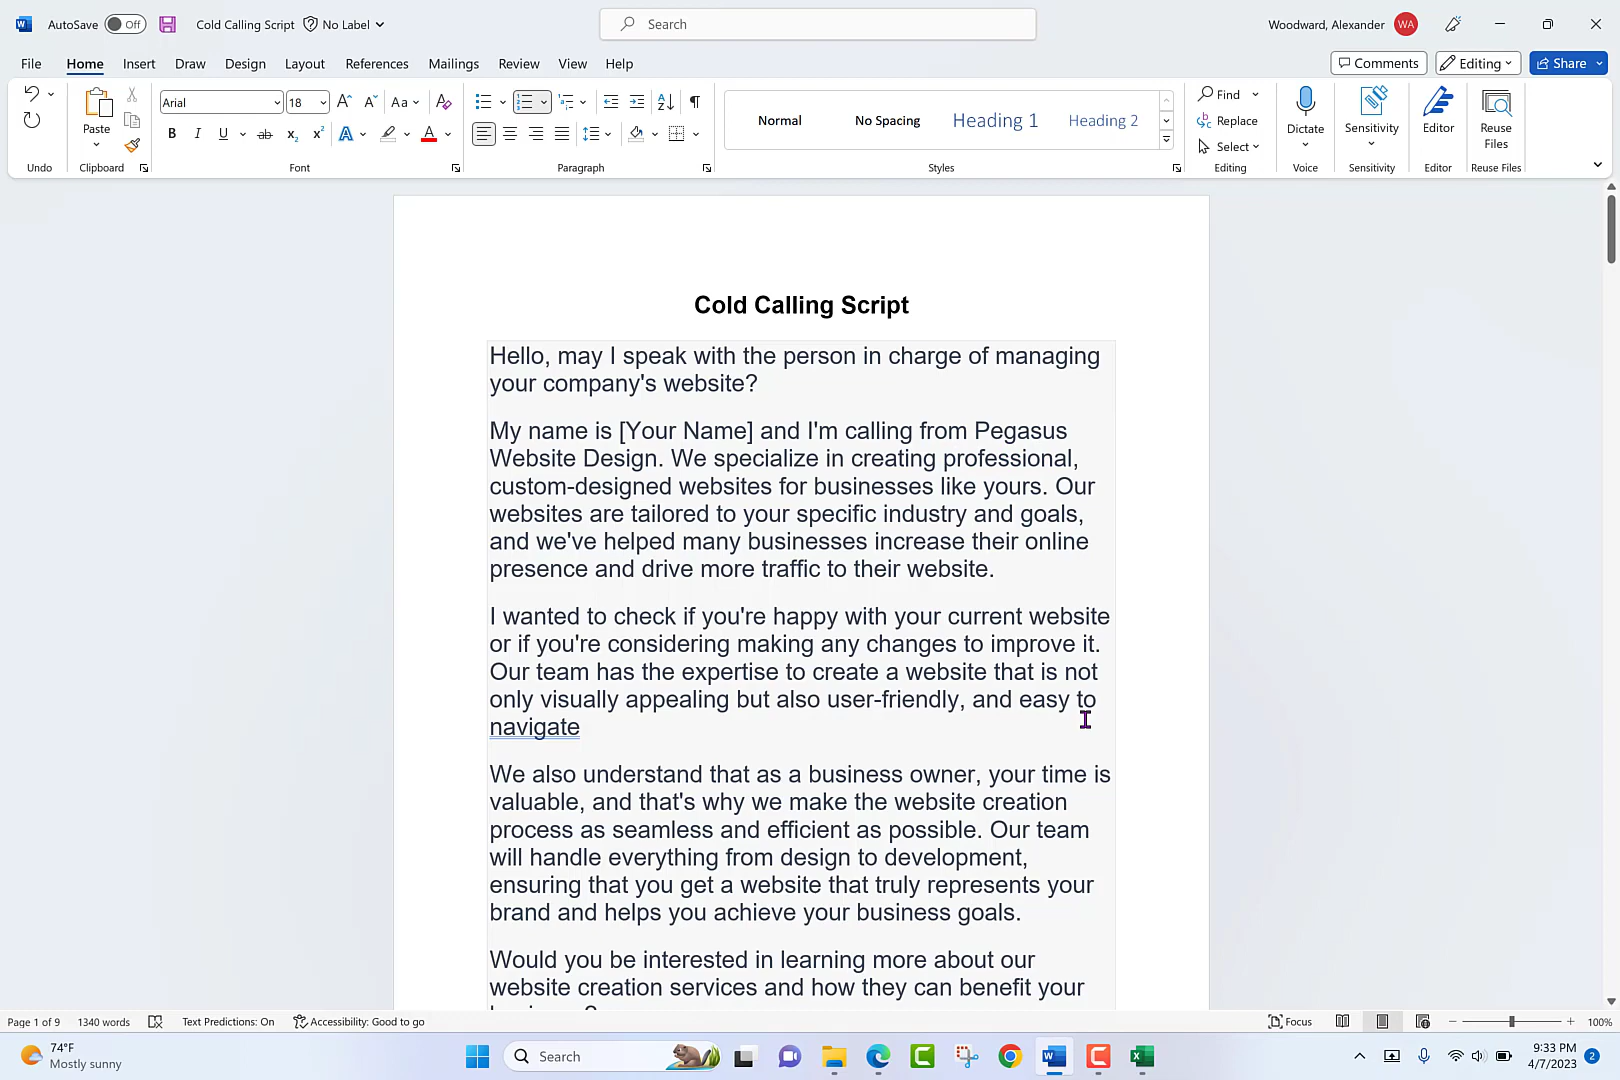 AutoSave Off Cold Calling Script No Label Search Woodward, Alexander WA
File Home Insert Draw Design Layout References Mailings Review View Help Comments Editing Share
Arial 18 Aa
Paste
B I U ab x₂ x² A A
Normal No Spacing Heading 1 Heading 2
Find
Replace
Select
Dictate Sensitivity Editor Reuse Files
Undo Clipboard Font Paragraph Styles Editing Voice Sensitivity Editor Reuse Files
Cold Calling Script
Hello, may I speak with the person in charge of managing
your company's website?
My name is [Your Name] and I'm calling from Pegasus
Website Design. We specialize in creating professional,
custom-designed websites for businesses like yours. Our
websites are tailored to your specific industry and goals,
and we've helped many businesses increase their online
presence and drive more traffic to their website.
I wanted to check if you're happy with your current website
or if you're considering making any changes to improve it.
Our team has the expertise to create a website that is not
only visually appealing but also user-friendly, and easy to
navigate
We also understand that as a business owner, your time is
valuable, and that's why we make the website creation
process as seamless and efficient as possible. Our team
will handle everything from design to development,
ensuring that you get a website that truly represents your
brand and helps you achieve your business goals.
Would you be interested in learning more about our
website creation services and how they can benefit your
Page 1 of 9 1340 words Text Predictions: On Accessibility: Good to go Focus 100%
74°F
Mostly sunny
Search
9:33 PM
4/7/2023
2